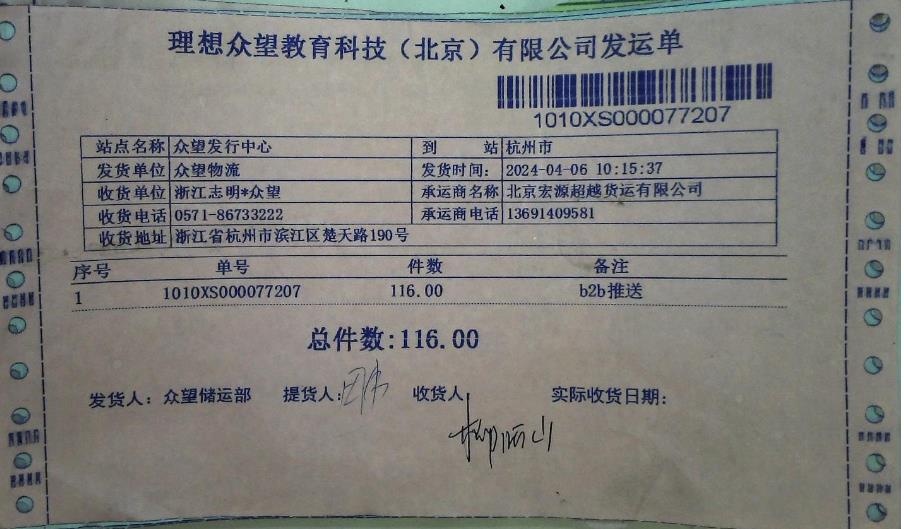 理想众望教育科技（北京）有限公司发运单
1010XS000077207
站点名称 众望发行中心 到 站 杭州市
发货单位 众望物流 发货时间: 2024-04-06 10:15:37
收货单位 浙江志明*众望 承运商名称 北京宏源超越货运有限公司
收货电话 0571-86733222 承运商电话 13691409581
收货地址 浙江省杭州市滨江区楚天路190号
序号 单号 件数 备注
1 1010XS000077207 116.00 b2b推送
总件数:116.00
发货人: 众望储运部 提货人: 收货人 实际收货日期: